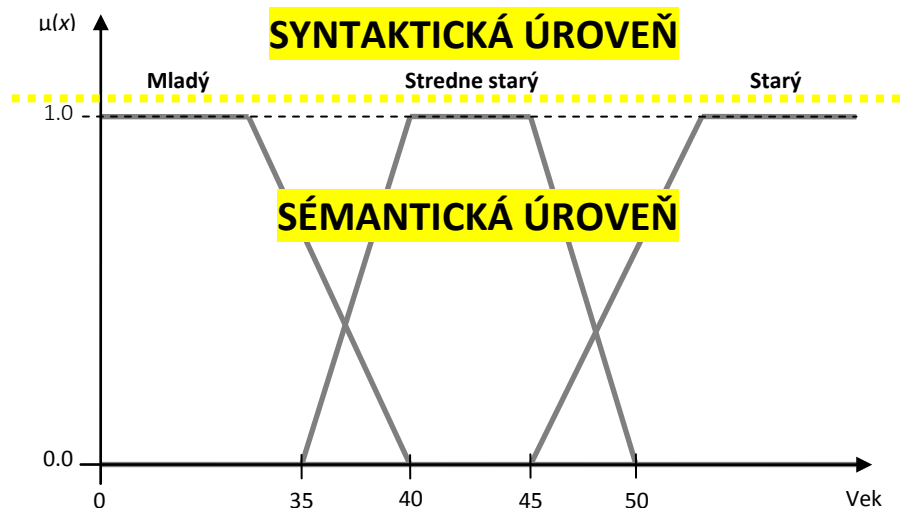 μ(x)
SYNTAKTICKÁ ÚROVEŇ
Mladý
Stredne starý
Starý
1.0
SÉMANTICKÁ ÚROVEŇ
0.0
0
35
40
45
50
Vek